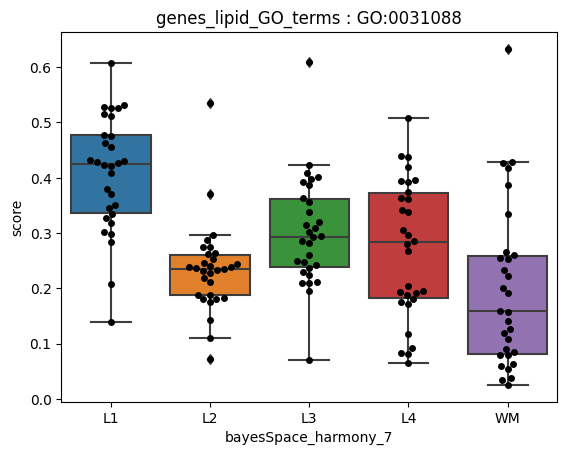 genes_lipid_GO_terms : GO:0031088
score
0.6
0.5
0.4
0.3
0.2
0.1
0.0
L1 L2 L3 L4 WM
bayesSpace_harmony_7